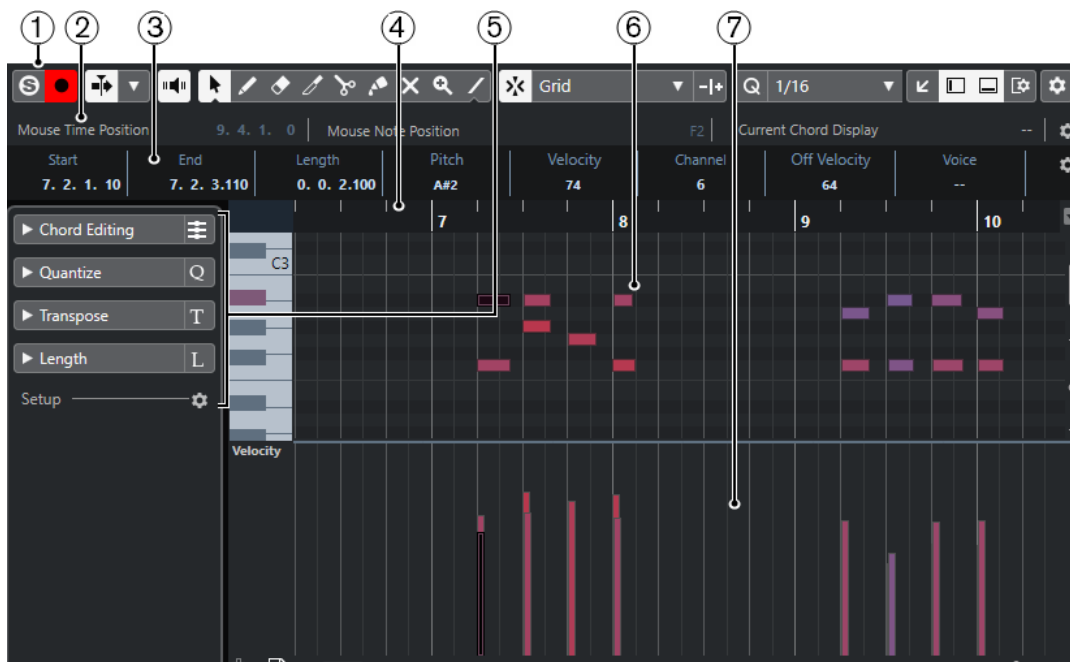 1 2 3 4 5 6 7
S Grid Q 1/16
Mouse Time Position 9. 4. 1. 0 Mouse Note Position F2 Current Chord Display --
Start End Length Pitch Velocity Channel Off Velocity Voice
7. 2. 1. 10 7. 2. 3.110 0. 0. 2.100 A#2 74 6 64 --
7 8 9 10
Chord Editing
C3
Quantize Q
Transpose T
Length L
Setup
Velocity